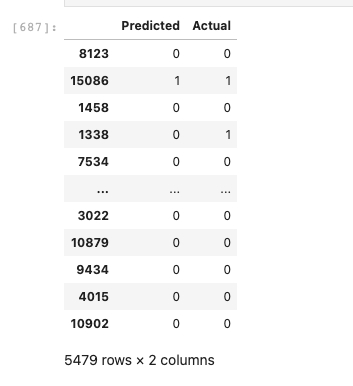 [687]:
Predicted Actual
8123 0 0
15086 1 1
1458 0 0
1338 0 1
7534 0 0
... ... ...
3022 0 0
10879 0 0
9434 0 0
4015 0 0
10902 0 0
5479 rows × 2 columns